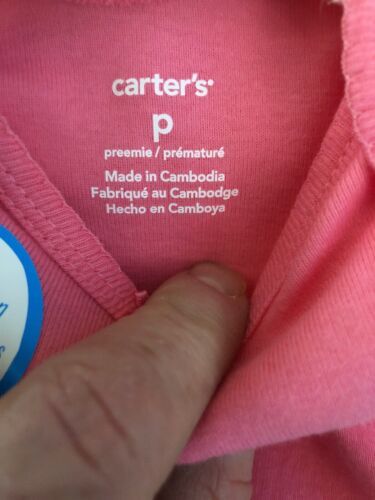 carter's
p
preemie / prématuré
Made in Cambodia
Fabriqué au Cambodge
Hecho en Camboya